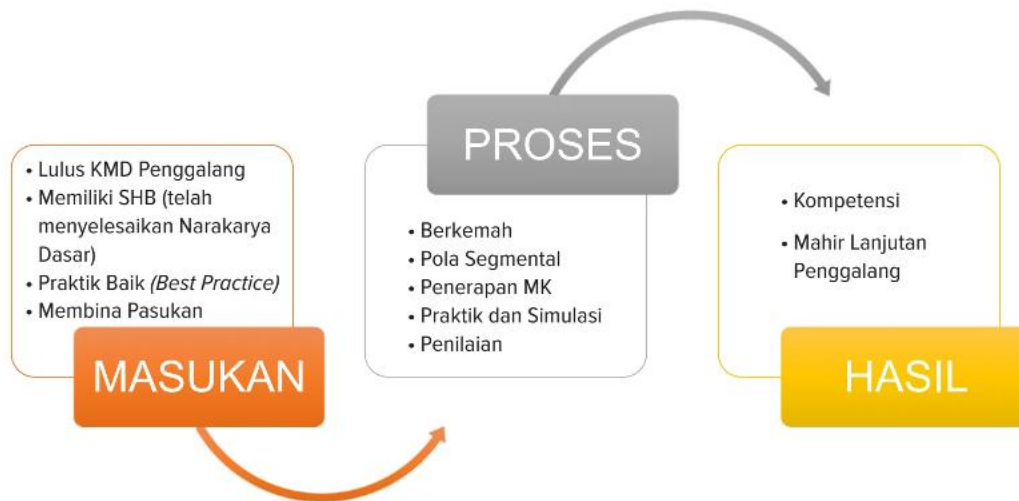 • Lulus KMD Penggalang
• Memiliki SHB (telah
menyelesaikan Narakarya
Dasar)
• Praktik Baik (Best Practice)
• Membina Pasukan
MASUKAN
PROSES
• Berkemah
• Pola Segmental
• Penerapan MK
• Praktik dan Simulasi
• Penilaian
• Kompetensi
• Mahir Lanjutan
Penggalang
HASIL